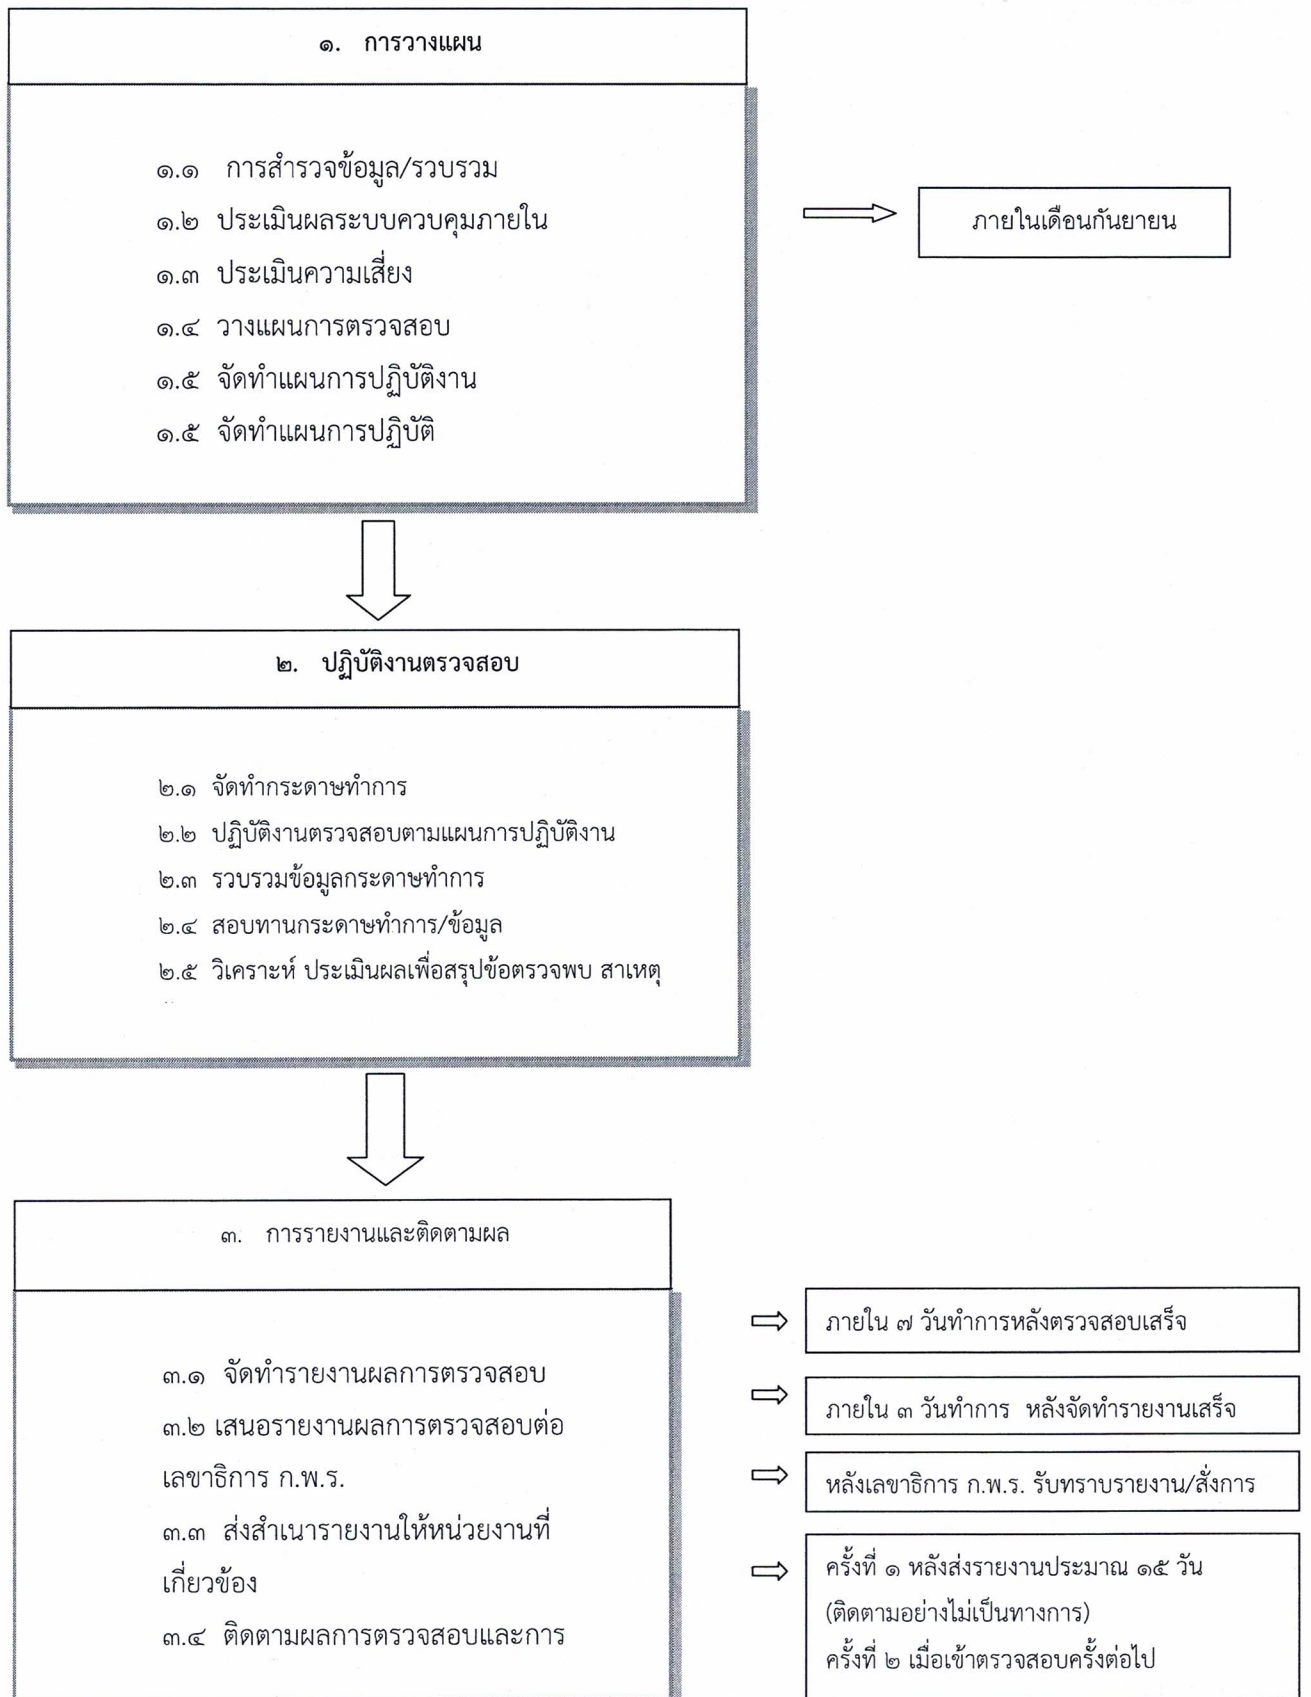 ๑. การวางแผน
๑.๑ การสำรวจข้อมูล/รวบรวม
๑.๒ ประเมินผลระบบควบคุมภายใน
๑.๓ ประเมินความเสี่ยง
๑.๔ วางแผนการตรวจสอบ
๑.๕ จัดทำแผนการปฏิบัติงาน
๑.๕ จัดทำแผนการปฏิบัติ
ภายในเดือนกันยายน
๒. ปฏิบัติงานตรวจสอบ
๒.๑ จัดทำกระดาษทำการ
๒.๒ ปฏิบัติงานตรวจสอบตามแผนการปฏิบัติงาน
๒.๓ รวบรวมข้อมูลกระดาษทำการ
๒.๔ สอบทานกระดาษทำการ/ข้อมูล
๒.๕ วิเคราะห์ ประเมินผลเพื่อสรุปข้อตรวจพบ สาเหตุ
๓. การรายงานและติดตามผล
๓.๑ จัดทำรายงานผลการตรวจสอบ
๓.๒ เสนอรายงานผลการตรวจสอบต่อ
เลขาธิการ ก.พ.ร.
๓.๓ ส่งสำเนารายงานให้หน่วยงานที่
เกี่ยวข้อง
๓.๔ ติดตามผลการตรวจสอบและการ
ภายใน ๗ วันทำการหลังตรวจสอบเสร็จ
ภายใน ๓ วันทำการ หลังจัดทำรายงานเสร็จ
หลังเลขาธิการ ก.พ.ร. รับทราบรายงาน/สั่งการ
ครั้งที่ ๑ หลังส่งรายงานประมาณ ๑๕ วัน
(ติดตามอย่างไม่เป็นทางการ)
ครั้งที่ ๒ เมื่อเข้าตรวจสอบครั้งต่อไป